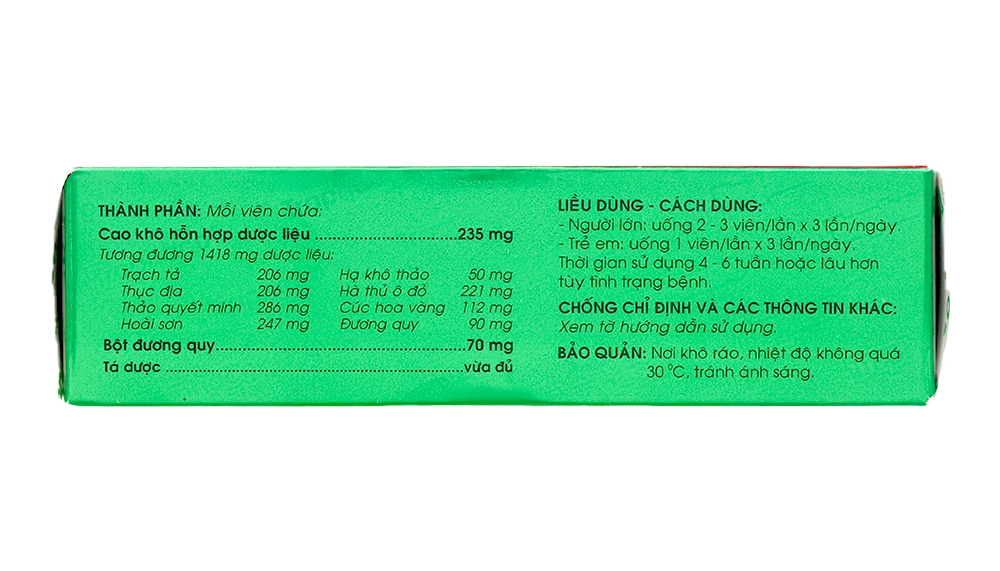 THÀNH PHẦN: Mỗi viên chứa:
Cao khô hỗn hợp dược liệu ........................ 235 mg
Tương đương 1418 mg dược liệu:
Trạch tả 206 mg Hạ khô thảo 50 mg
Thục địa 206 mg Hà thủ ô đỏ 221 mg
Thảo quyết minh 286 mg Cúc hoa vàng 112 mg
Hoài sơn 247 mg Đương quy 90 mg
Bột đương quy.......................................... 70 mg
Tá dược .................................................. vừa đủ
LIỀU DÙNG - CÁCH DÙNG:
- Người lớn: uống 2 - 3 viên/lần x 3 lần/ngày.
- Trẻ em: uống 1 viên/lần x 3 lần/ngày.
Thời gian sử dụng 4 - 6 tuần hoặc lâu hơn
tùy tình trạng bệnh.
CHỐNG CHỈ ĐỊNH VÀ CÁC THÔNG TIN KHÁC:
Xem tờ hướng dẫn sử dụng.
BẢO QUẢN: Nơi khô ráo, nhiệt độ không quá
30 °C, tránh ánh sáng.